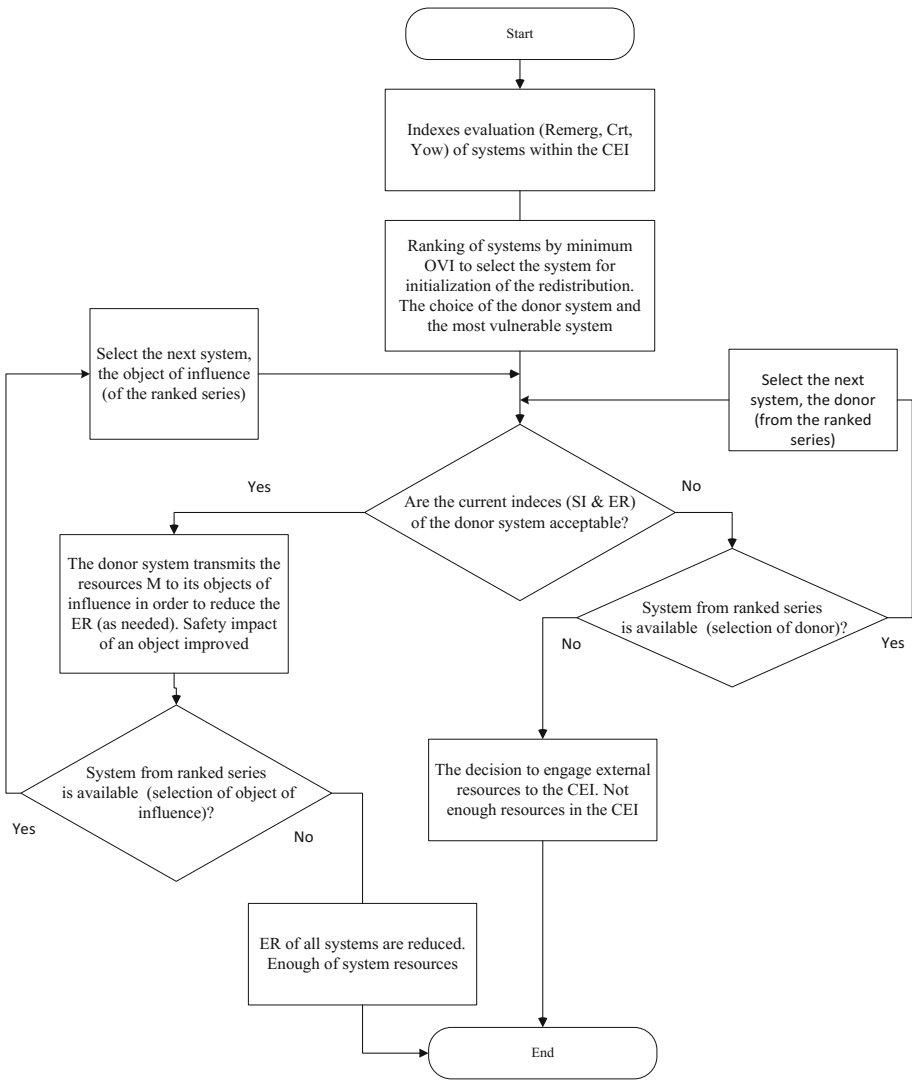 Start
Indexes evaluation (Remerg, Crt,
Yow) of systems within the CEI
Ranking of systems by minimum
OVI to select the system for
initialization of the redistribution.
The choice of the donor system and
the most vulnerable system
Select the next system,
the object of influence
(of the ranked series)
Select the next
system, the donor
(from the ranked
series)
Yes
Are the current indeces (SI & ER)
of the donor system acceptable?
No
The donor system transmits the
resources M to its objects of
influence in order to reduce the
ER (as needed). Safety impact
of an object improved
System from ranked series
is available (selection of donor)?
No
Yes
System from ranked series
is available (selection of object of
influence)?
Yes
No
The decision to engage external
resources to the CEI. Not
enough resources in the CEI
ER of all systems are reduced.
Enough of system resources
End